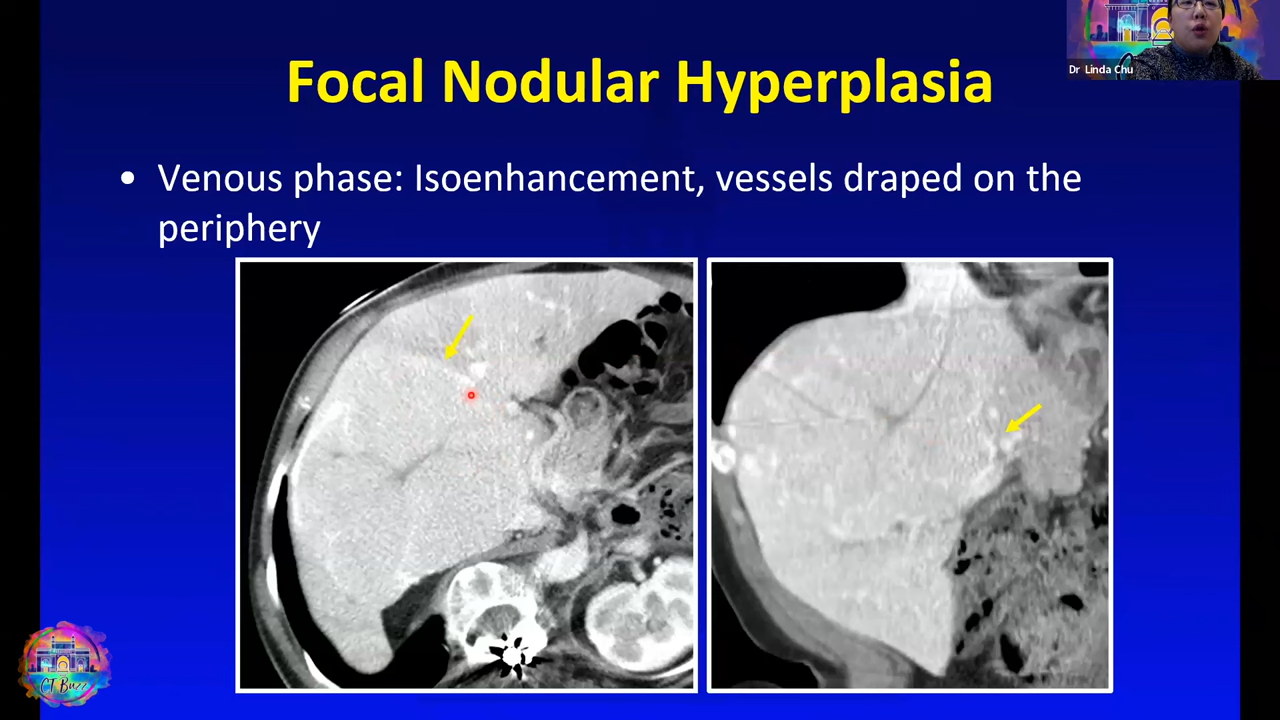 Dr Linda Chu
Focal Nodular Hyperplasia
• Venous phase: Isoenhancement, vessels draped on the
periphery
CT Buzz